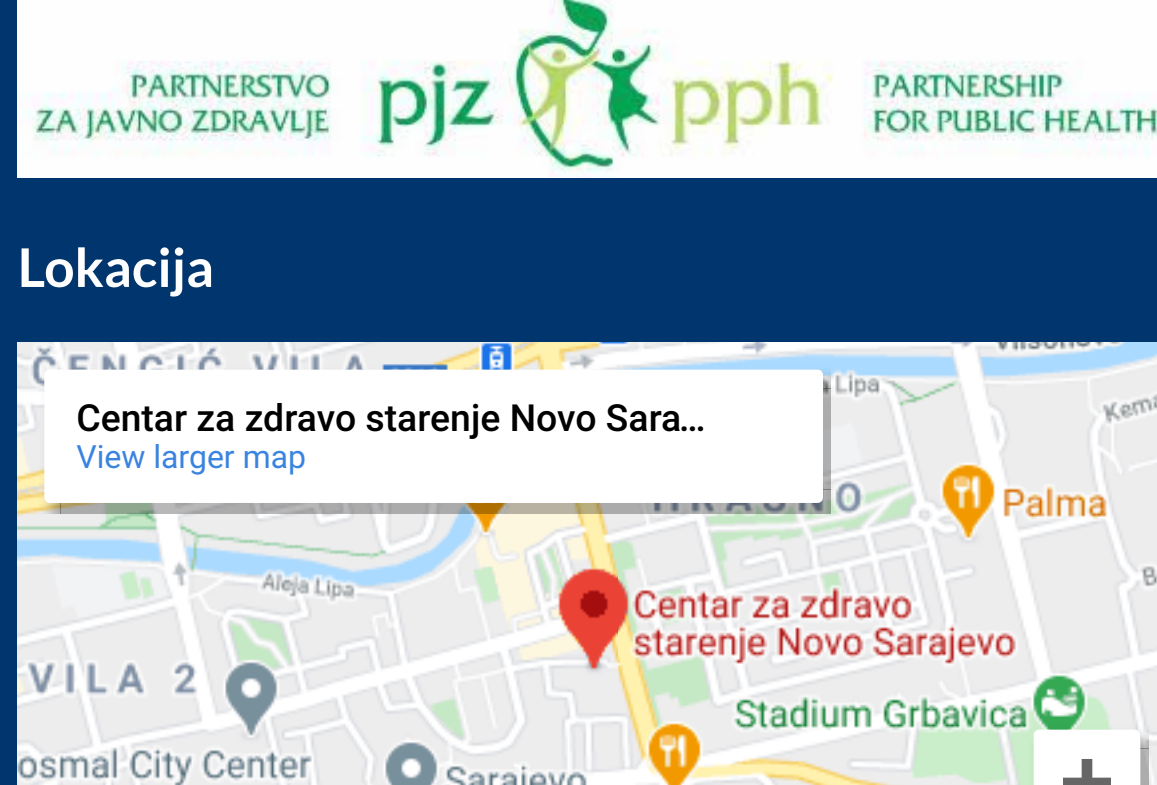 PARTNERSTVO
ZA JAVNO ZDRAVLJE
pjz
pph
PARTNERSHIP
FOR PUBLIC HEALTH
Lokacija
Centar za zdravo starenje Novo Sara...
View larger map
Lipa
Palma
Aleja Lipa
Centar za zdravo
starenje Novo Sarajevo
VILA 2
Stadium Grbavica
osmal City Center
Sarajevo